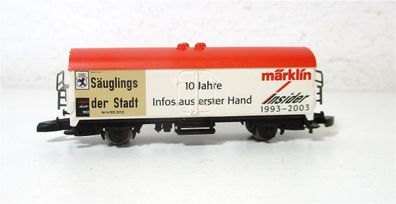 Säuglings
der Stadt
10 Jahre
Infos aus erster Hand
märklin
Insider
1993-2003